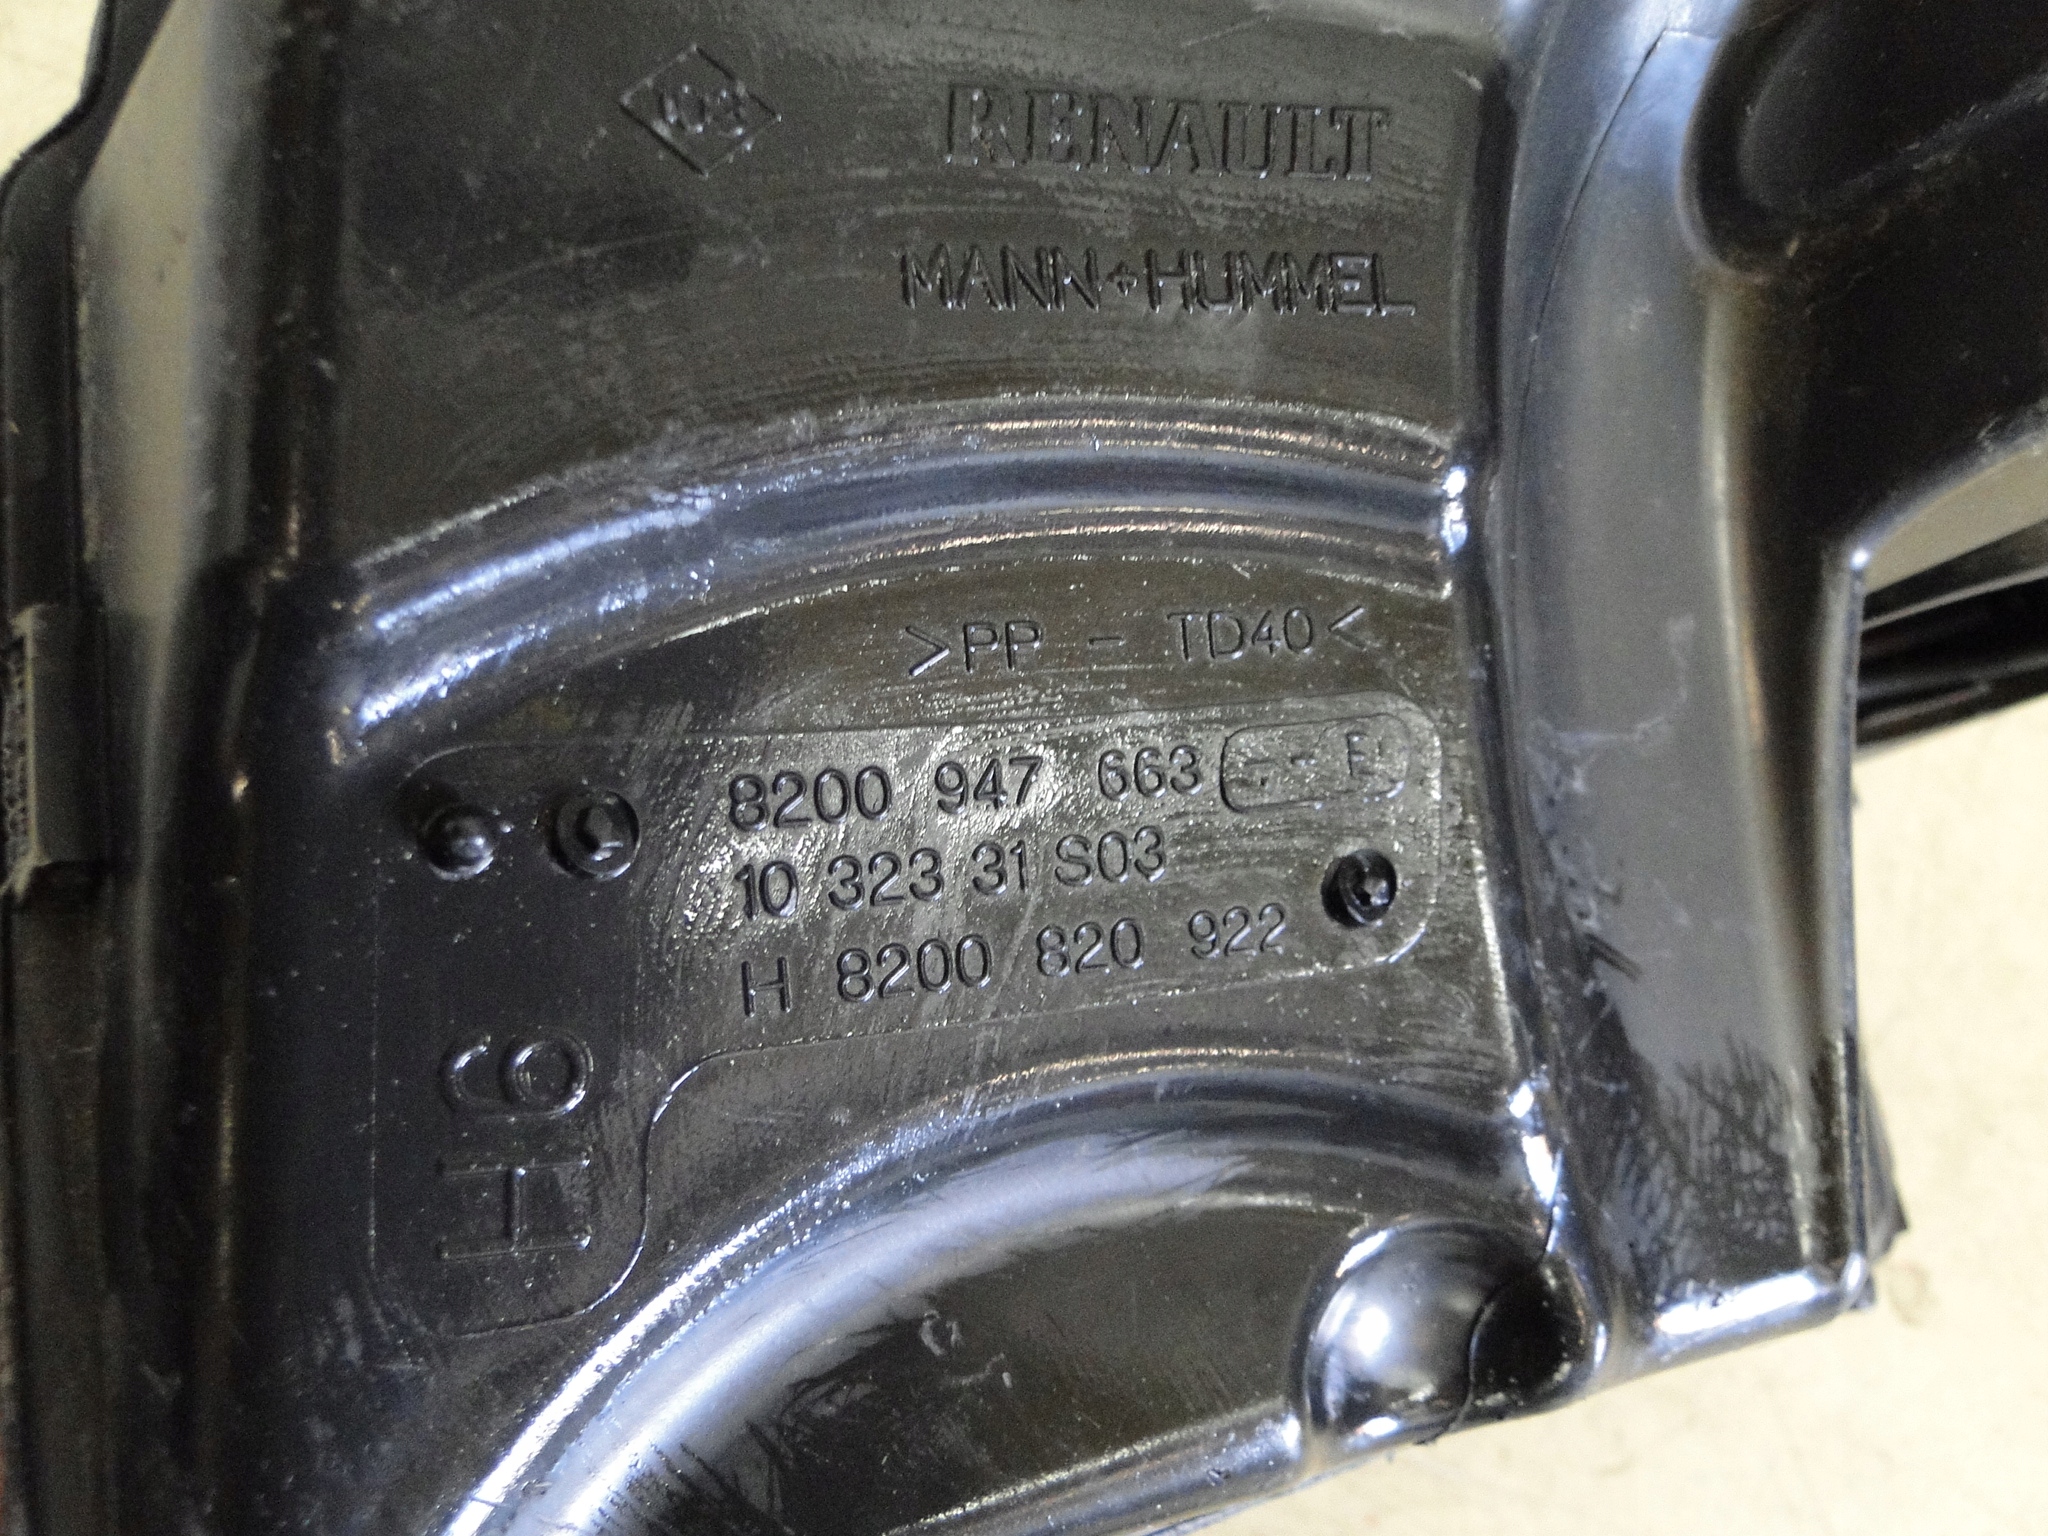 RENAULT
MANN+HUMMEL
>PP - TD40<
8200 947 663 --E
10 323 31 S03
H 8200 820 922
H6